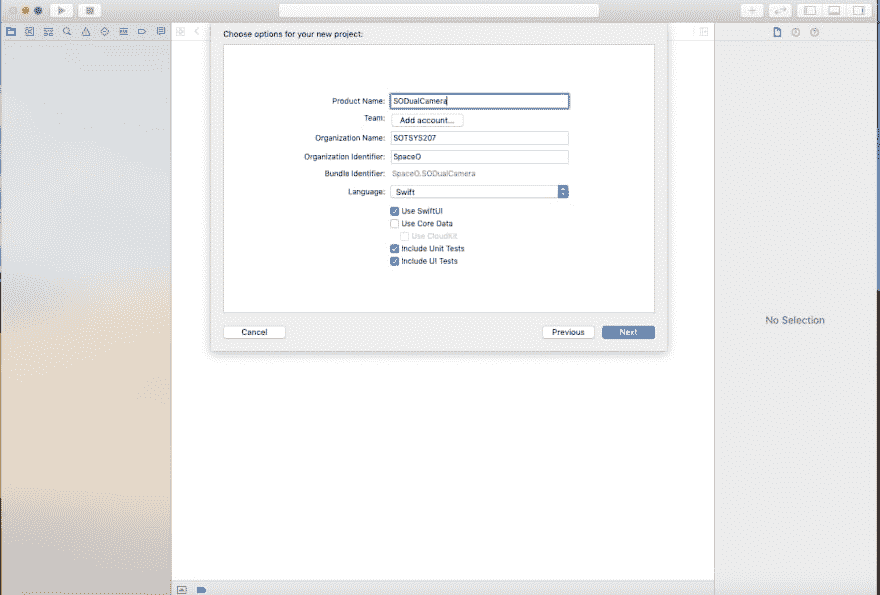 Choose options for your new project:
Product Name: SODualCamera
Team: Add account...
Organization Name: SOTSYS207
Organization Identifier: SpaceO
Bundle Identifier: SpaceO.SODualCamera
Language: Swift
Use SwiftUI
Use Core Data
Use CloudKit
Include Unit Tests
Include UI Tests
No Selection
Cancel Previous Next